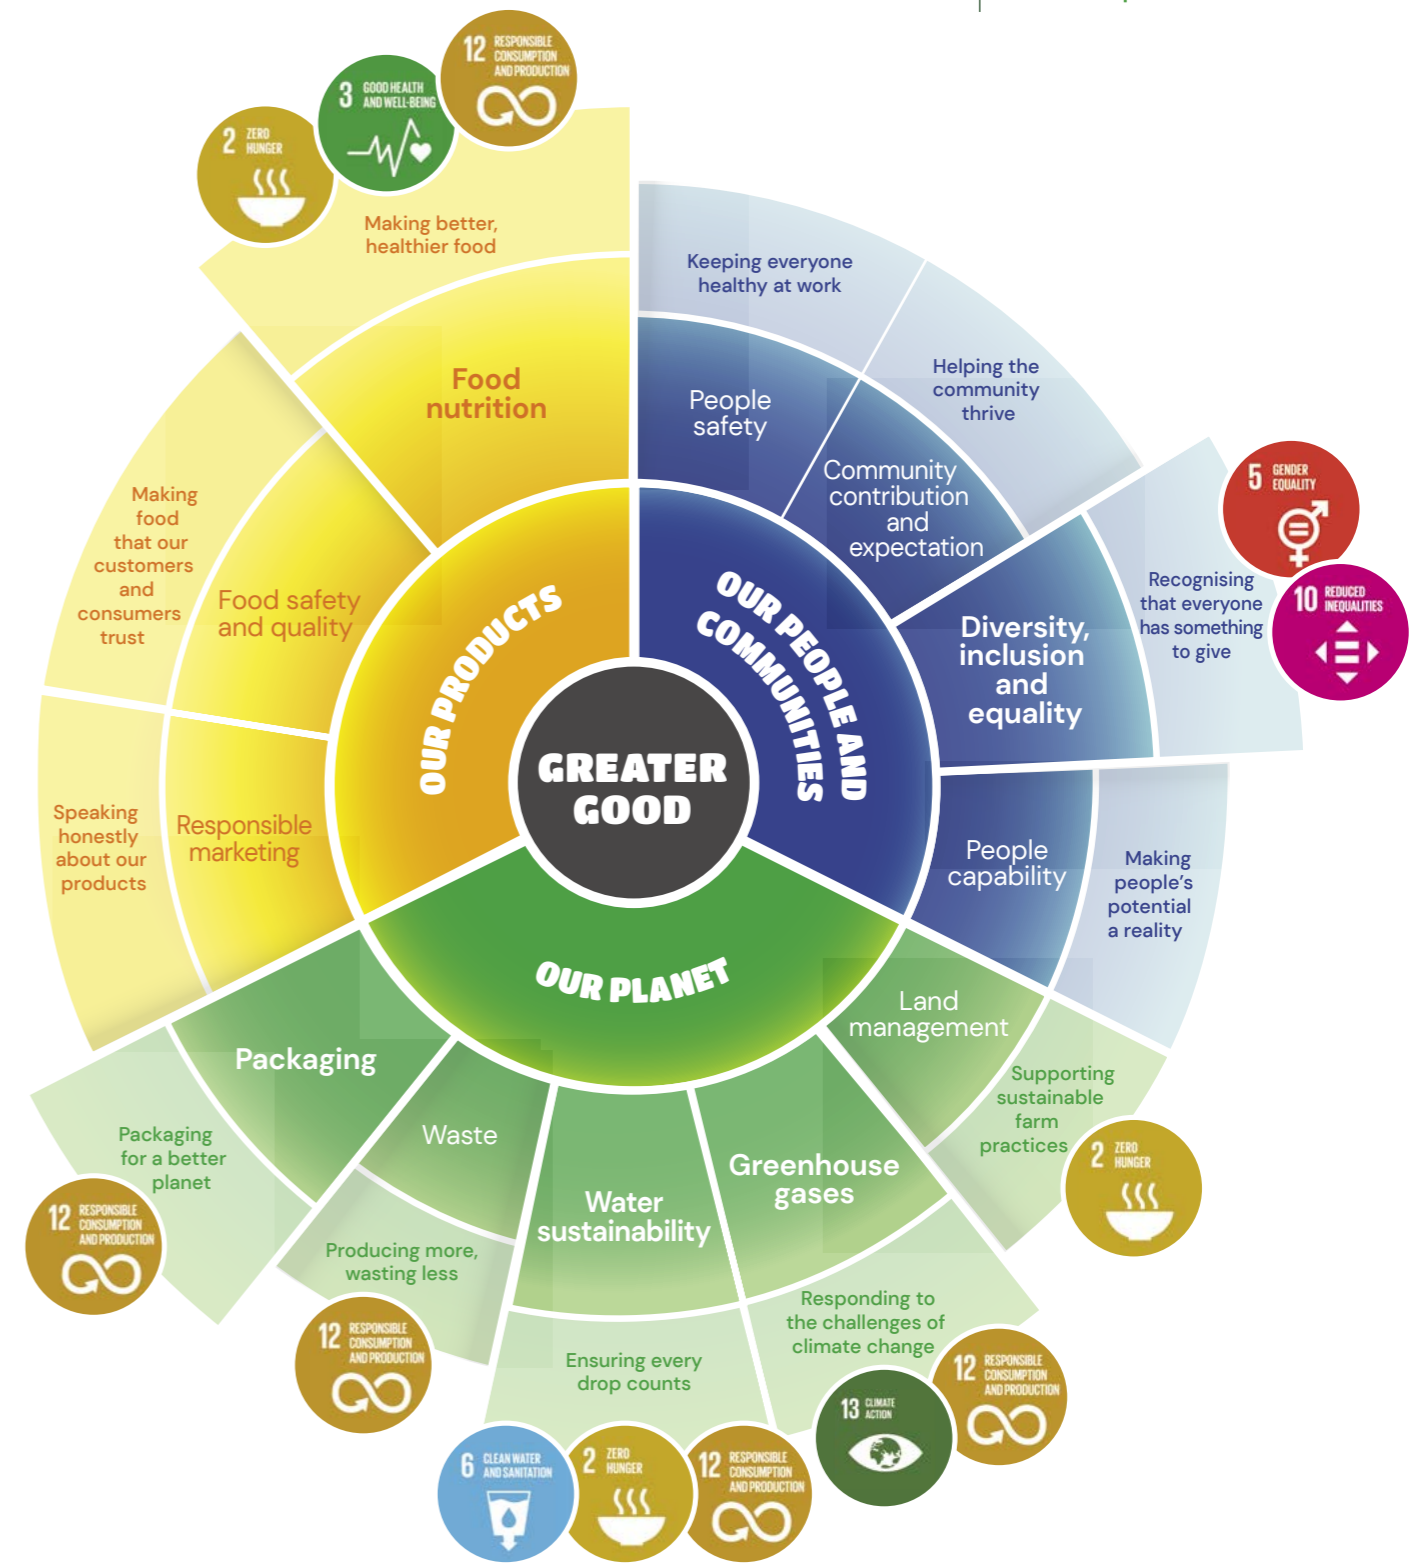 12 RESPONSIBLE
CONSUMPTION
AND PRODUCTION
3 GOOD HEALTH
AND WELL-BEING
2 ZERO
HUNGER
Making better,
healthier food
Food
nutrition
Making
food
that our
customers
and
consumers
trust
Food safety
and quality
Speaking
honestly
about our
products
Responsible
marketing
OUR PRODUCTS
Keeping everyone
healthy at work
People
safety
Helping the
community
thrive
Community
contribution
and
expectation
5 GENDER
EQUALITY
10 REDUCED
INEQUALITIES
Recognising
that everyone
has something
to give
Diversity,
inclusion
and
equality
People
capability
Making
people's
potential
a reality
OUR PEOPLE AND
COMMUNITIES
GREATER
GOOD
OUR PLANET
Land
management
Supporting
sustainable
farm
practices
2 ZERO
HUNGER
Greenhouse
gases
Responding to
the challenges of
climate change
13 CLIMATE
ACTION
12 RESPONSIBLE
CONSUMPTION
AND PRODUCTION
Water
sustainability
Ensuring every
drop counts
6 CLEAN WATER
AND SANITATION
2 ZERO
HUNGER
12 RESPONSIBLE
CONSUMPTION
AND PRODUCTION
Waste
Producing more,
wasting less
12 RESPONSIBLE
CONSUMPTION
AND PRODUCTION
Packaging
Packaging
for a better
planet
12 RESPONSIBLE
CONSUMPTION
AND PRODUCTION